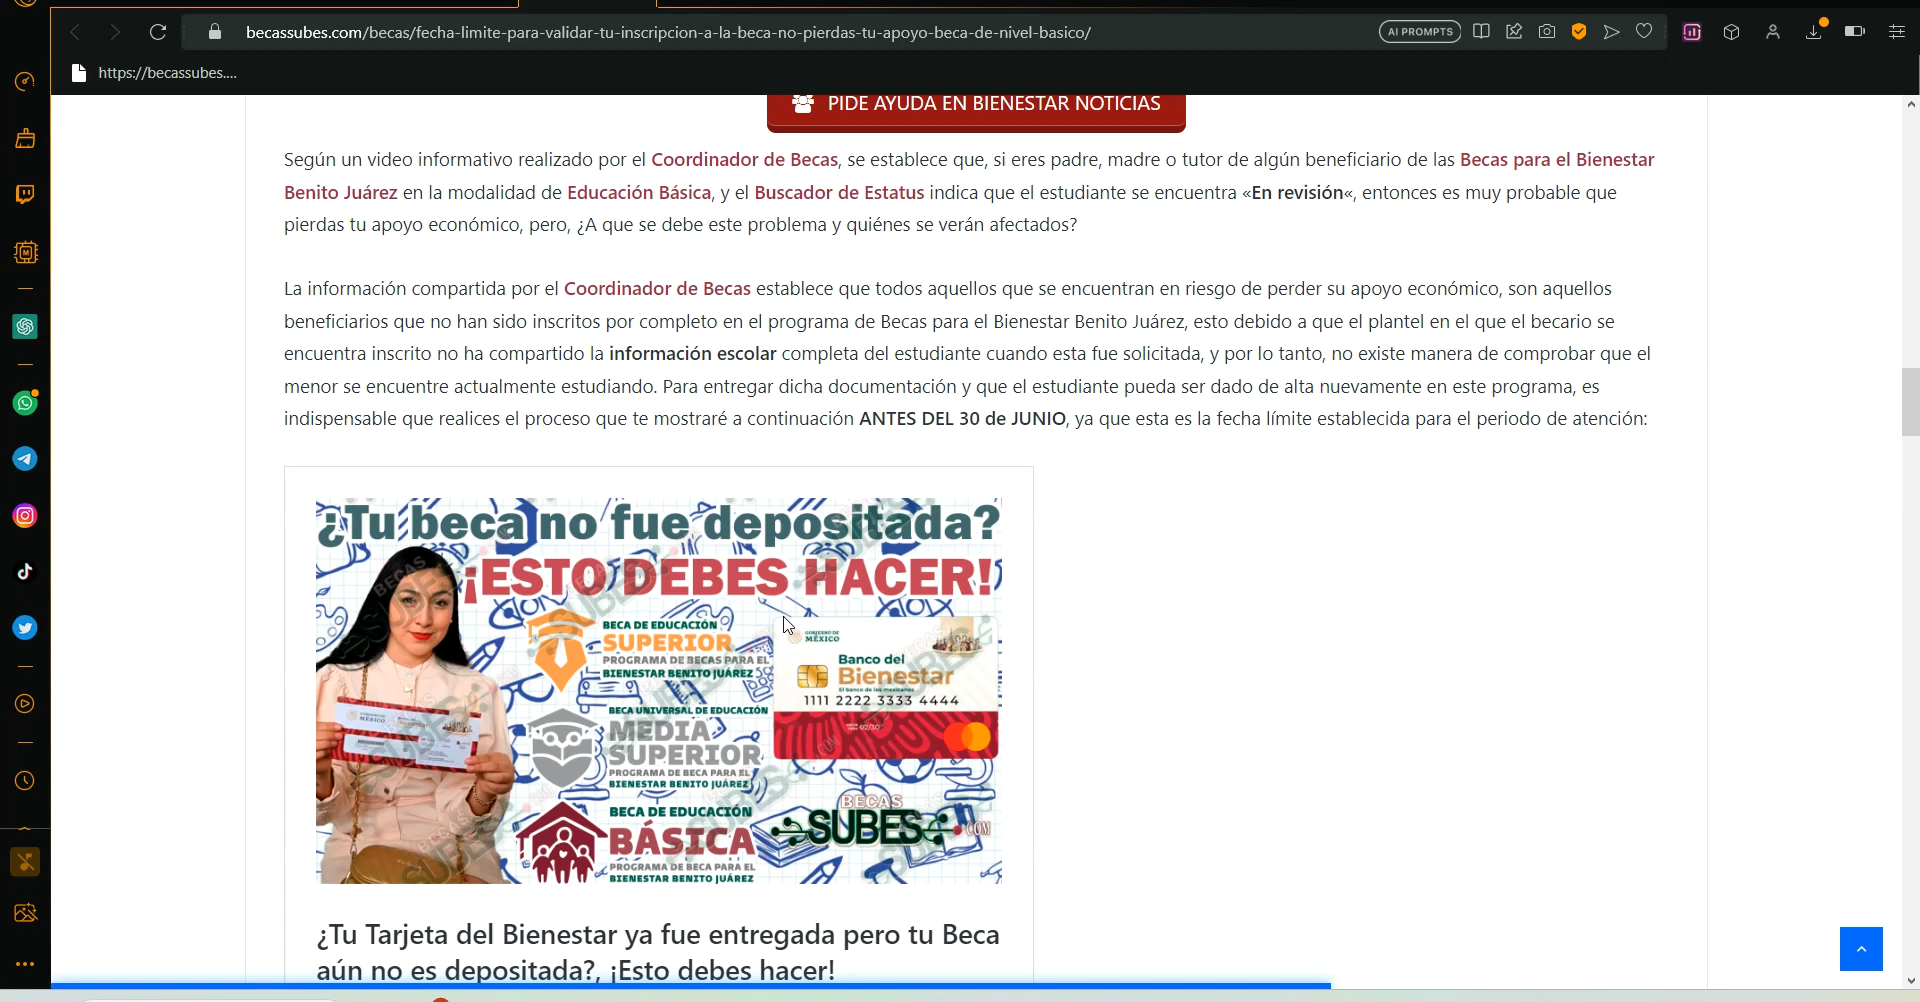 becassubes.com/becas/fecha-limite-para-validar-tu-inscripcion-a-la-beca-no-pierdas-tu-apoyo-beca-de-nivel-basico/
AI PROMPTS
https://becassubes....
PIDE AYUDA EN BIENESTAR NOTICIAS
Según un video informativo realizado por el Coordinador de Becas, se establece que, si eres padre, madre o tutor de algún beneficiario de las Becas para el Bienestar
Benito Juárez en la modalidad de Educación Básica, y el Buscador de Estatus indica que el estudiante se encuentra «En revisión«, entonces es muy probable que
pierdas tu apoyo económico, pero, ¿A que se debe este problema y quiénes se verán afectados?
La información compartida por el Coordinador de Becas establece que todos aquellos que se encuentran en riesgo de perder su apoyo económico, son aquellos
beneficiarios que no han sido inscritos por completo en el programa de Becas para el Bienestar Benito Juárez, esto debido a que el plantel en el que el becario se
encuentra inscrito no ha compartido la información escolar completa del estudiante cuando esta fue solicitada, y por lo tanto, no existe manera de comprobar que el
menor se encuentre actualmente estudiando. Para entregar dicha documentación y que el estudiante pueda ser dado de alta nuevamente en este programa, es
indispensable que realices el proceso que te mostraré a continuación ANTES DEL 30 de JUNIO, ya que esta es la fecha límite establecida para el periodo de atención:
¿Tu beca no fue depositada?
¡ESTO DEBES HACER!
BECA DE EDUCACIÓN
SUPERIOR
PROGRAMA DE BECAS PARA EL
BIENESTAR BENITO JUÁREZ
BECA UNIVERSAL DE EDUCACIÓN
MEDIA
SUPERIOR
PROGRAMA DE BECA PARA EL
BIENESTAR BENITO JUÁREZ
BECA DE EDUCACIÓN
BÁSICA
PROGRAMA DE BECA PARA EL
BIENESTAR BENITO JUÁREZ
GOBIERNO DE
MÉXICO
Banco del
Bienestar
El banco de los mexicanos
1111 2222 3333 4444
02/30
BECAS
SUBES
.COM
¿Tu Tarjeta del Bienestar ya fue entregada pero tu Beca
aún no es depositada?, ¡Esto debes hacer!